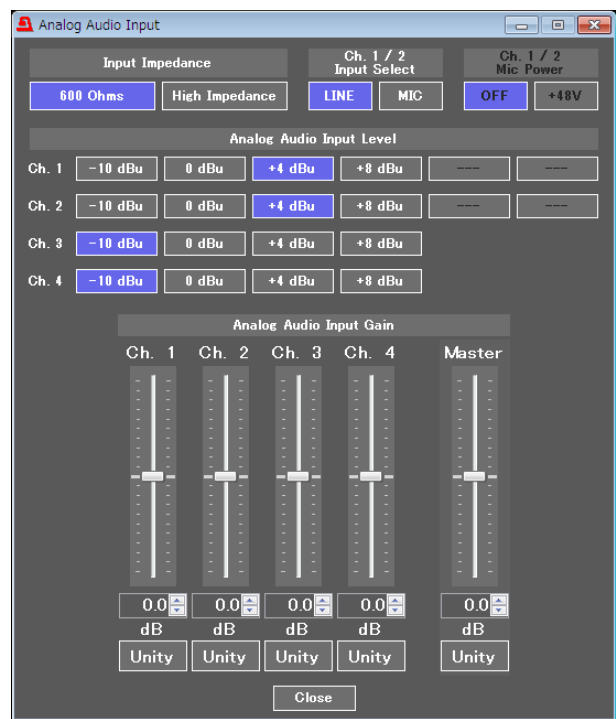 Analog Audio Input
Input Impedance
Ch. 1 / 2
Input Select
Ch. 1 / 2
Mic Power
600 Ohms High Impedance LINE MIC OFF +48V
Analog Audio Input Level
Ch. 1 -10 dBu 0 dBu +4 dBu +8 dBu --- ---
Ch. 2 -10 dBu 0 dBu +4 dBu +8 dBu --- ---
Ch. 3 -10 dBu 0 dBu +4 dBu +8 dBu
Ch. 4 -10 dBu 0 dBu +4 dBu +8 dBu
Analog Audio Input Gain
Ch. 1 Ch. 2 Ch. 3 Ch. 4 Master
0.0 0.0 0.0 0.0 0.0
dB dB dB dB dB
Unity Unity Unity Unity Unity
Close